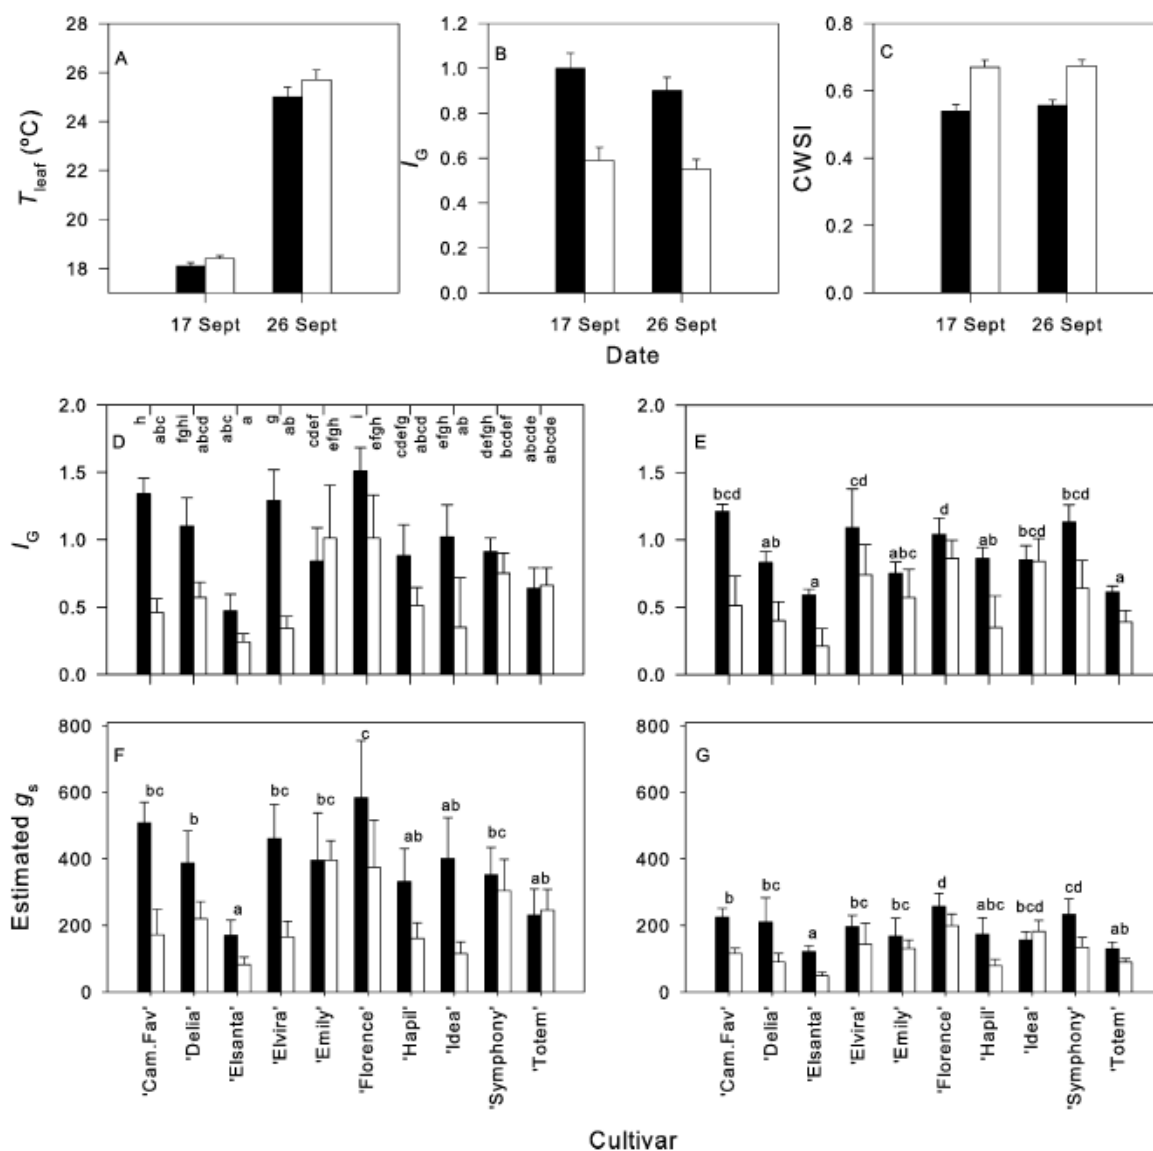 A
B
C
T leaf (ºC)
28
26
24
22
20
18
17 Sept
26 Sept
I G
1.2
1.0
0.8
0.6
0.4
0.2
0.0
17 Sept
26 Sept
CWSI
0.8
0.6
0.4
0.2
0.0
17 Sept
26 Sept
Date
D
I G
2.0
1.5
1.0
0.5
0.0
h
abc
fghi
abcd
abc
a
g
ab
cdef
efgh
i
efgh
cdefg
abcd
efgh
ab
defgh
bcdef
abcde
abcde
E
2.0
1.5
1.0
0.5
0.0
bcd
ab
a
cd
abc
d
ab
bcd
bcd
a
F
Estimated g s
800
600
400
200
0
bc
b
a
bc
bc
c
ab
ab
bc
ab
'Cam.Fav'
'Delia'
'Elsanta'
'Elvira'
'Emily'
'Florence'
'Hapil'
'Idea'
'Symphony'
'Totem'
G
800
600
400
200
0
b
bc
a
bc
bc
d
abc
bcd
cd
ab
'Cam.Fav'
'Delia'
'Elsanta'
'Elvira'
'Emily'
'Florence'
'Hapil'
'Idea'
'Symphony'
'Totem'
Cultivar